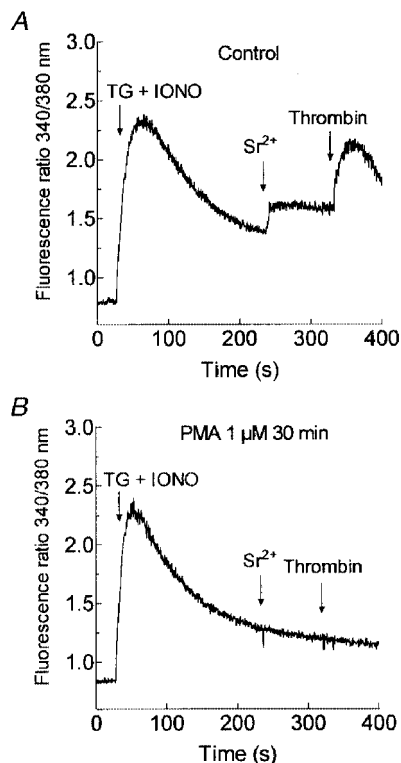 A
Control
Fluorescence ratio 340/380 nm
3.0
2.5
2.0
1.5
1.0
TG + IONO
Sr²⁺
Thrombin
0 100 200 300 400
Time (s)
B
PMA 1 µM 30 min
Fluorescence ratio 340/380 nm
3.0
2.5
2.0
1.5
1.0
TG + IONO
Sr²⁺ Thrombin
0 100 200 300 400
Time (s)